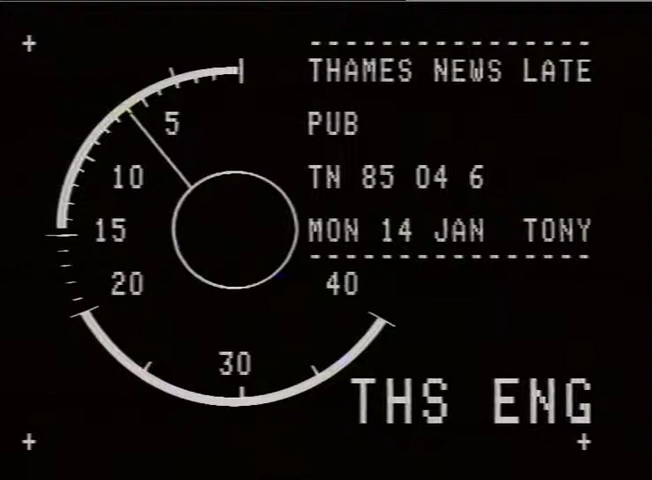 THAMES NEWS LATE
PUB
TN 85 04 6
MON 14 JAN TONY
5
10
15
20
30
40
THS ENG